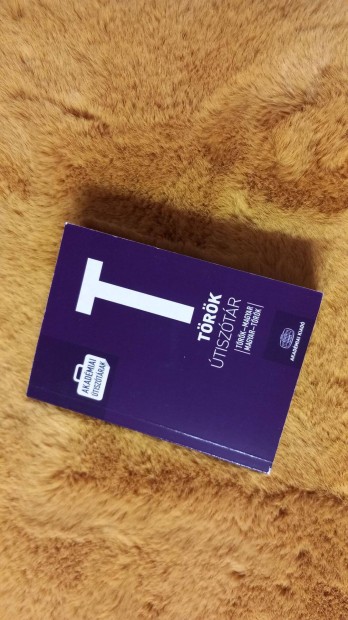 T
TÖRÖK
ÚTISZÓTÁR
TÖRÖK–MAGYAR
MAGYAR–TÖRÖK
AKADÉMIAI
ÚTISZÓTÁRAK
AKADÉMIAI KIADÓ